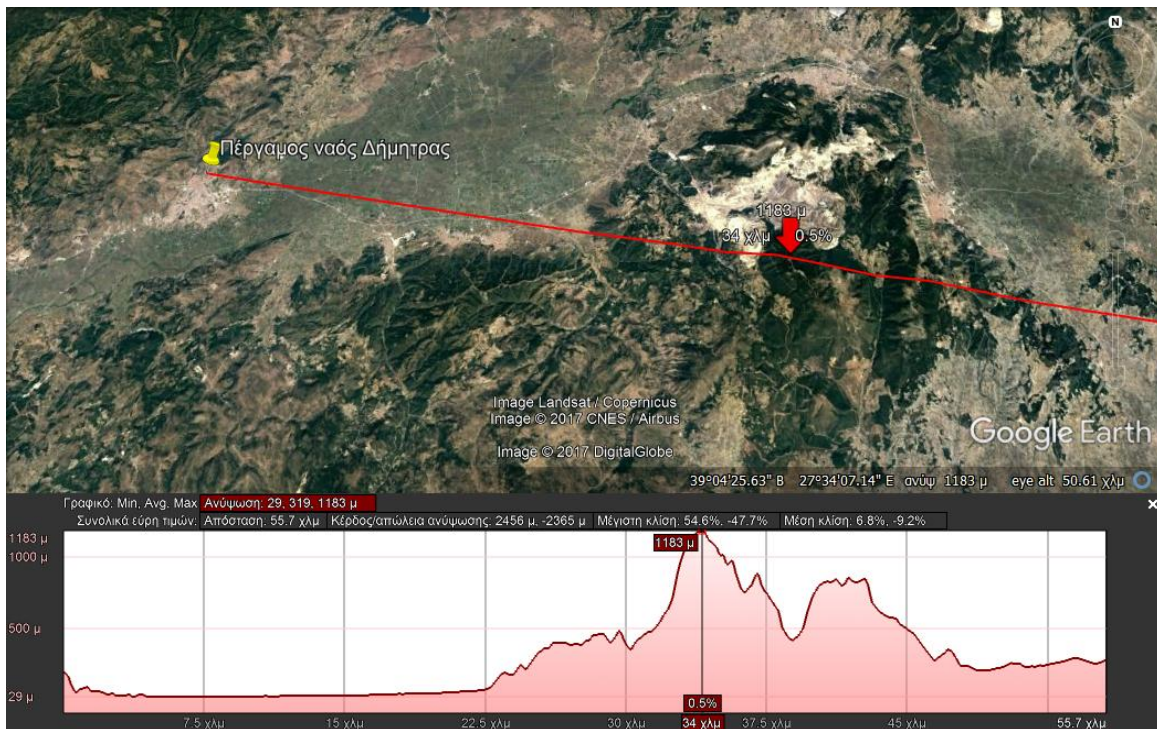 N
Πέργαμος ναός Δήμητρας
1183 μ
34 χλμ 0.5%
Image Landsat / Copernicus
Image © 2017 CNES / Airbus
Image © 2017 DigitalGlobe
Google Earth
39°04'25.63" Β 27°34'07.14" Ε ανύψ 1183 μ eye alt 50.61 χλμ
Γραφικό: Min, Avg, Max Ανύψωση: 29, 319, 1183 μ
Συνολικά εύρη τιμών: Απόσταση: 55.7 χλμ Κέρδος/απώλεια ανύψωσης: 2456 μ, -2365 μ Μέγιστη κλίση: 54.6%, -47.7% Μέση κλίση: 6.8%, -9.2%
1183 μ
1183 μ
1000 μ
500 μ
29 μ
0.5%
7.5 χλμ 15 χλμ 22.5 χλμ 30 χλμ 34 χλμ 37.5 χλμ 45 χλμ 55.7 χλμ